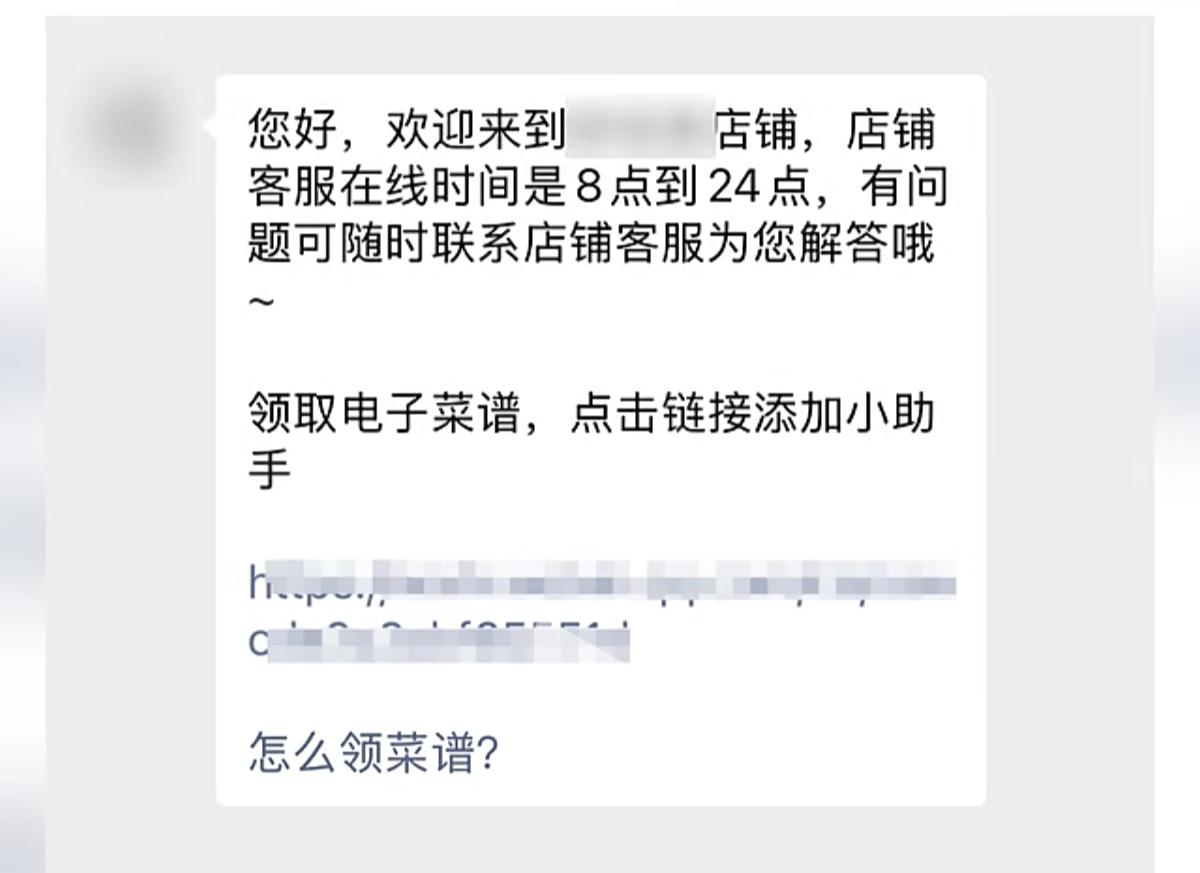 您好，欢迎来到店铺，店铺
客服在线时间是8点到24点，有问
题可随时联系店铺客服为您解答哦
~
领取电子菜谱，点击链接添加小助
手
怎么领菜谱?